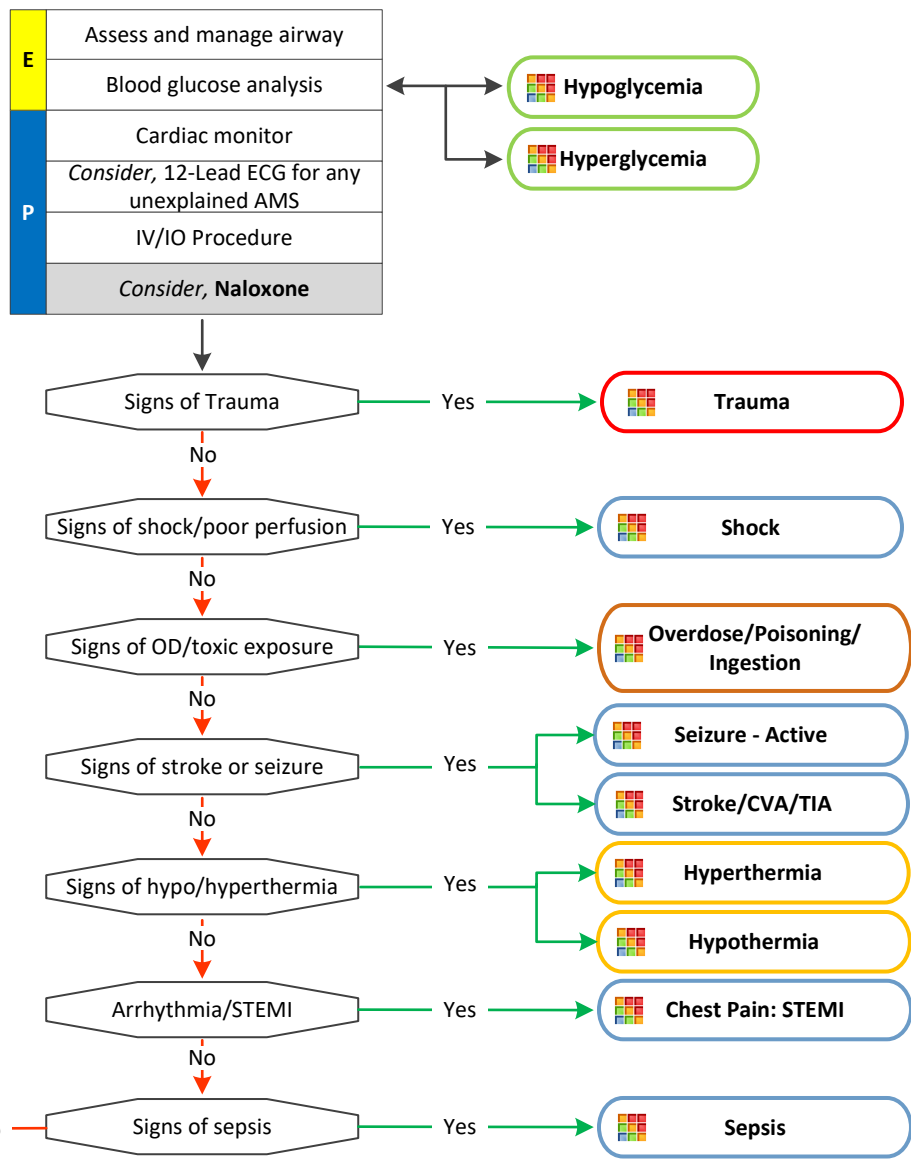 E
Assess and manage airway
Blood glucose analysis
Hypoglycemia
Hyperglycemia
P
Cardiac monitor
Consider, 12-Lead ECG for any
unexplained AMS
IV/IO Procedure
Consider, Naloxone
Signs of Trauma
Yes
Trauma
No
Signs of shock/poor perfusion
Yes
Shock
No
Signs of OD/toxic exposure
Yes
Overdose/Poisoning/
Ingestion
No
Signs of stroke or seizure
Yes
Seizure - Active
Stroke/CVA/TIA
No
Signs of hypo/hyperthermia
Yes
Hyperthermia
Hypothermia
No
Arrhythmia/STEMI
Yes
Chest Pain: STEMI
No
Signs of sepsis
Yes
Sepsis